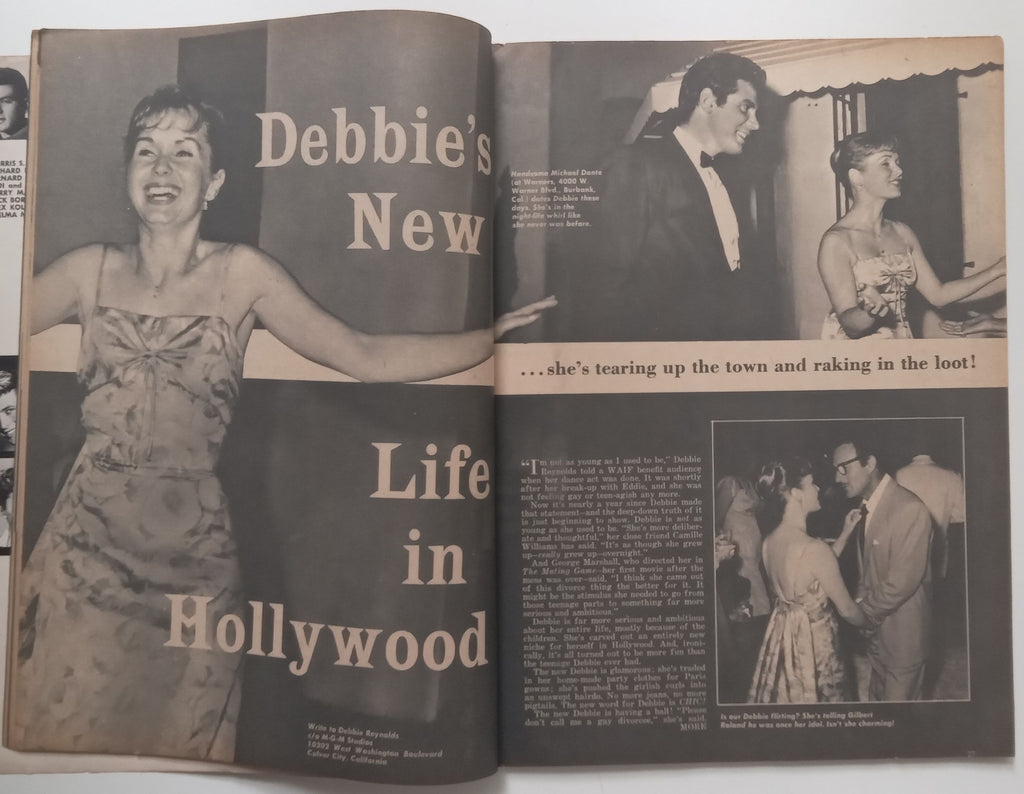 RRIS S.
HARD
RNARD
DI and
RRY M.
CK BOR
EX KOL
ELMA
Debbie's
New
Life
in
Hollywood
Write to Debbie Reynolds
c/o M-G-M Studios
10202 West Washington Boulevard
Culver City, California
Handsome Michael Dante
(at Warners, 4000 W
Warner Blvd., Burbank,
Cal.) dates Debbie these
days. She's in the
night-life whirl like
she never was before.
...she's tearing up the town and raking in the loot!
"I'm not as young as I used to be," Debbie
Reynolds told a WAIF benefit audience
when her dance act was done. It was shortly
after her break-up with Eddie, and she was
not feeling gay or teen-agish any more.
Now it's nearly a year since Debbie made
that statement—and the deep-down truth of it
is just beginning to show. Debbie is not as
young as she used to be. "She's more deliber-
ate and thoughtful," her close friend Camille
Williams has said. "It's as though she grew
up—really grew up—overnight."
And George Marshall, who directed her in
The Mating Game—her first movie after the
mess was over—said, "I think she came out
of this divorce thing the better for it. It
might be the stimulus she needed to go from
those teenage parts to something far more
serious and ambitious."
Debbie is far more serious and ambitious
about her entire life, mostly because of the
children. She's carved out an entirely new
niche for herself in Hollywood. And, ironi-
cally, it's all turned out to be more fun than
the teenage Debbie ever had.
The new Debbie is glamorous; she's traded
in her home-made party clothes for Paris
gowns; she's pushed the girlish curls into
an upswept hairdo. No more jeans, no more
pigtails. The new word for Debbie is CHIC!
The new Debbie is having a ball! "Please
don't call me a gay divorcee," she's said.
MORE
Is our Debbie flirting? She's telling Gilbert
Roland he was once her idol. Isn't she charming!